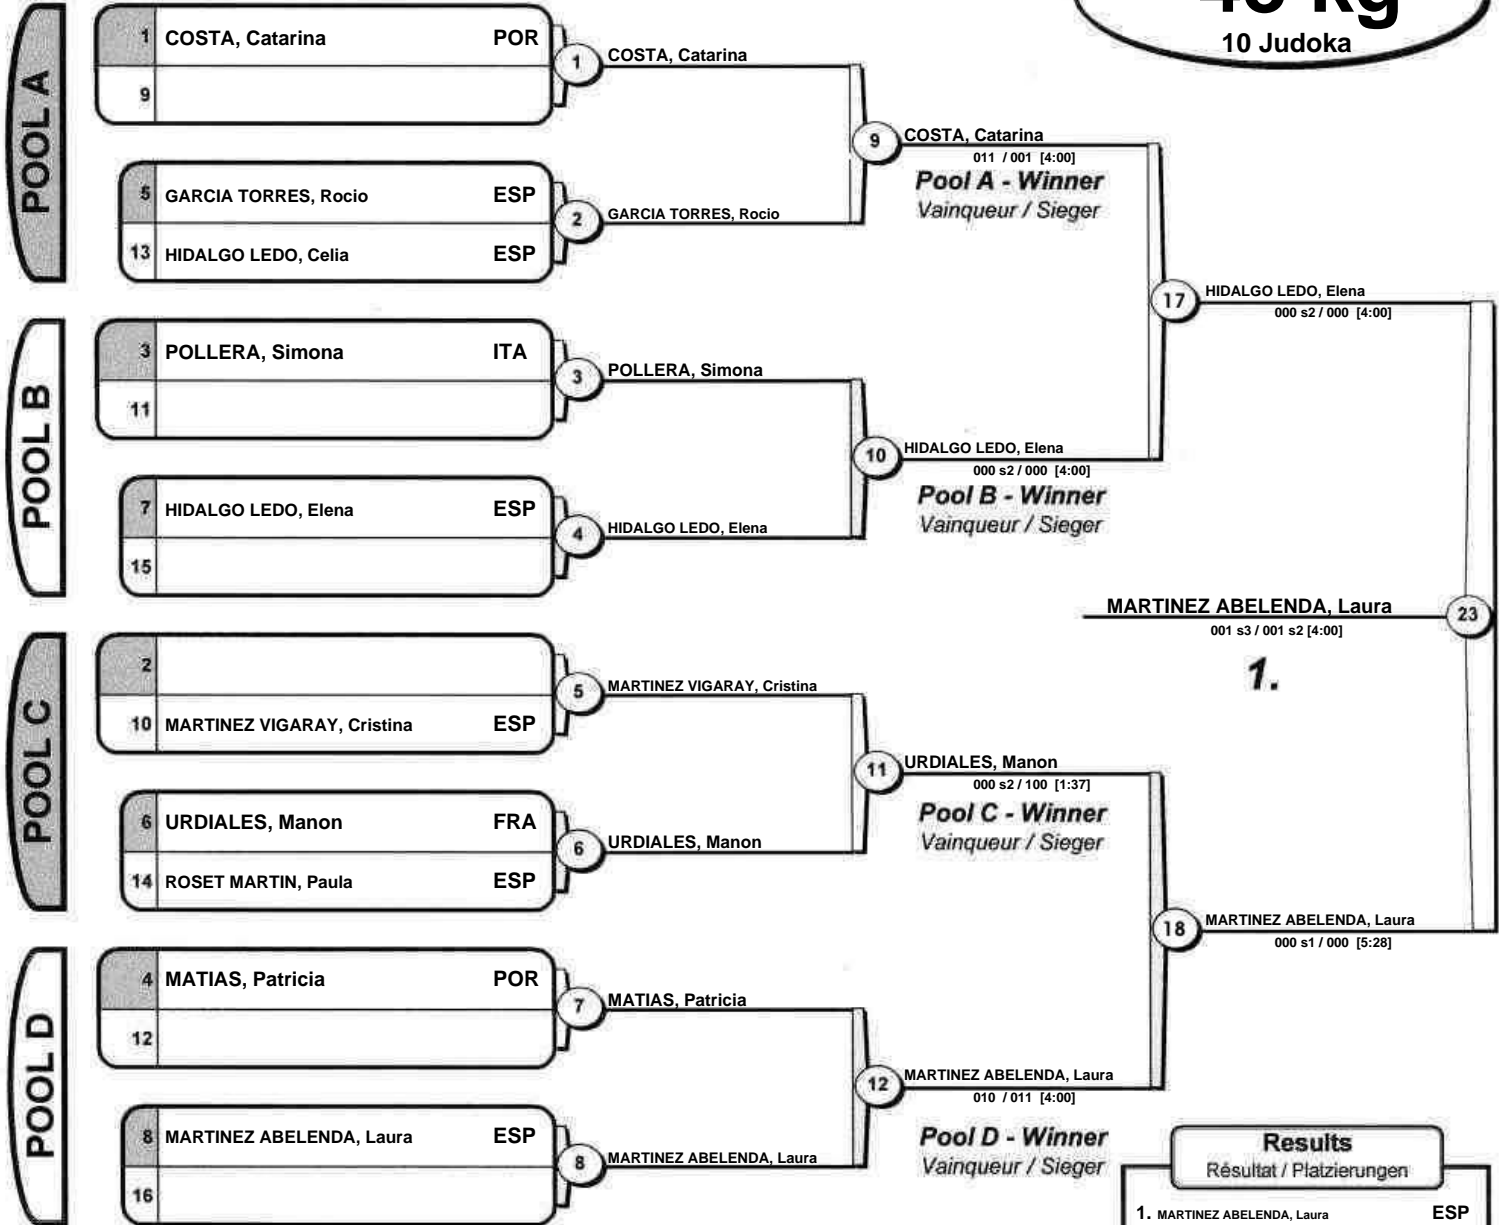 10 Judoka
POOL A
1 COSTA, Catarina POR
9
5 GARCIA TORRES, Rocio ESP
13 HIDALGO LEDO, Celia ESP
1 COSTA, Catarina
2 GARCIA TORRES, Rocio
9 COSTA, Catarina
011 / 001 [4:00]
Pool A - Winner
Vainqueur / Sieger
POOL B
3 POLLERA, Simona ITA
11
7 HIDALGO LEDO, Elena ESP
15
3 POLLERA, Simona
4 HIDALGO LEDO, Elena
10 HIDALGO LEDO, Elena
000 s2 / 000 [4:00]
Pool B - Winner
Vainqueur / Sieger
17 HIDALGO LEDO, Elena
000 s2 / 000 [4:00]
MARTINEZ ABELENDA, Laura 23
001 s3 / 001 s2 [4:00]
1.
POOL C
2
10 MARTINEZ VIGARAY, Cristina ESP
6 URDIALES, Manon FRA
14 ROSET MARTIN, Paula ESP
5 MARTINEZ VIGARAY, Cristina
6 URDIALES, Manon
11 URDIALES, Manon
000 s2 / 100 [1:37]
Pool C - Winner
Vainqueur / Sieger
18 MARTINEZ ABELENDA, Laura
000 s1 / 000 [5:28]
POOL D
4 MATIAS, Patricia POR
12
8 MARTINEZ ABELENDA, Laura ESP
16
7 MATIAS, Patricia
8 MARTINEZ ABELENDA, Laura
12 MARTINEZ ABELENDA, Laura
010 / 011 [4:00]
Pool D - Winner
Vainqueur / Sieger
Results
Résultat / Platzierungen
1. MARTINEZ ABELENDA, Laura ESP